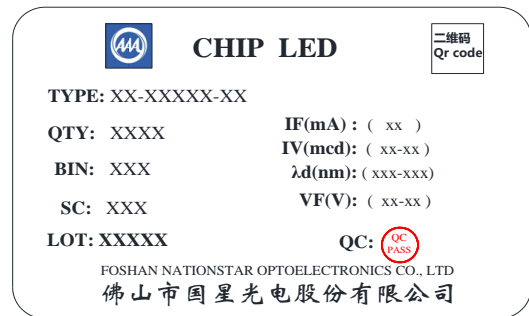 AAA
CHIP LED
二维码
Qr code
TYPE: XX-XXXXX-XX
QTY: XXXX
IF(mA) : ( xx )
IV(mcd): ( xx-xx )
BIN: XXX
λd(nm): ( xxx-xxx)
SC: XXX
VF(V): ( xx-xx )
LOT: XXXXX
QC:
QC
PASS
FOSHAN NATIONSTAR OPTOELECTRONICS CO., LTD
佛山市国星光电股份有限公司